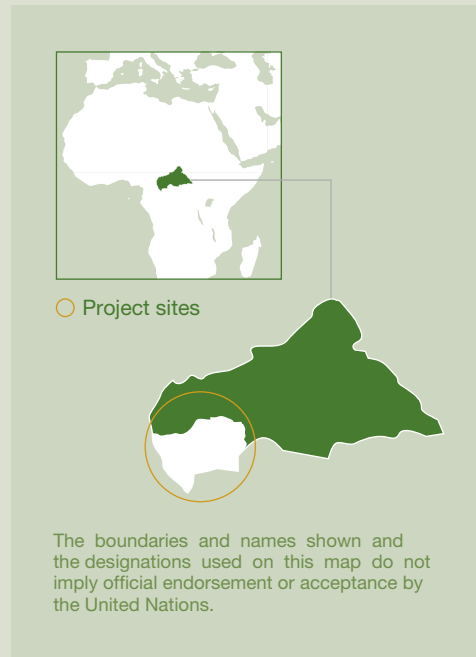 Project sites
The boundaries and names shown and
the designations used on this map do not
imply official endorsement or acceptance by
the United Nations.